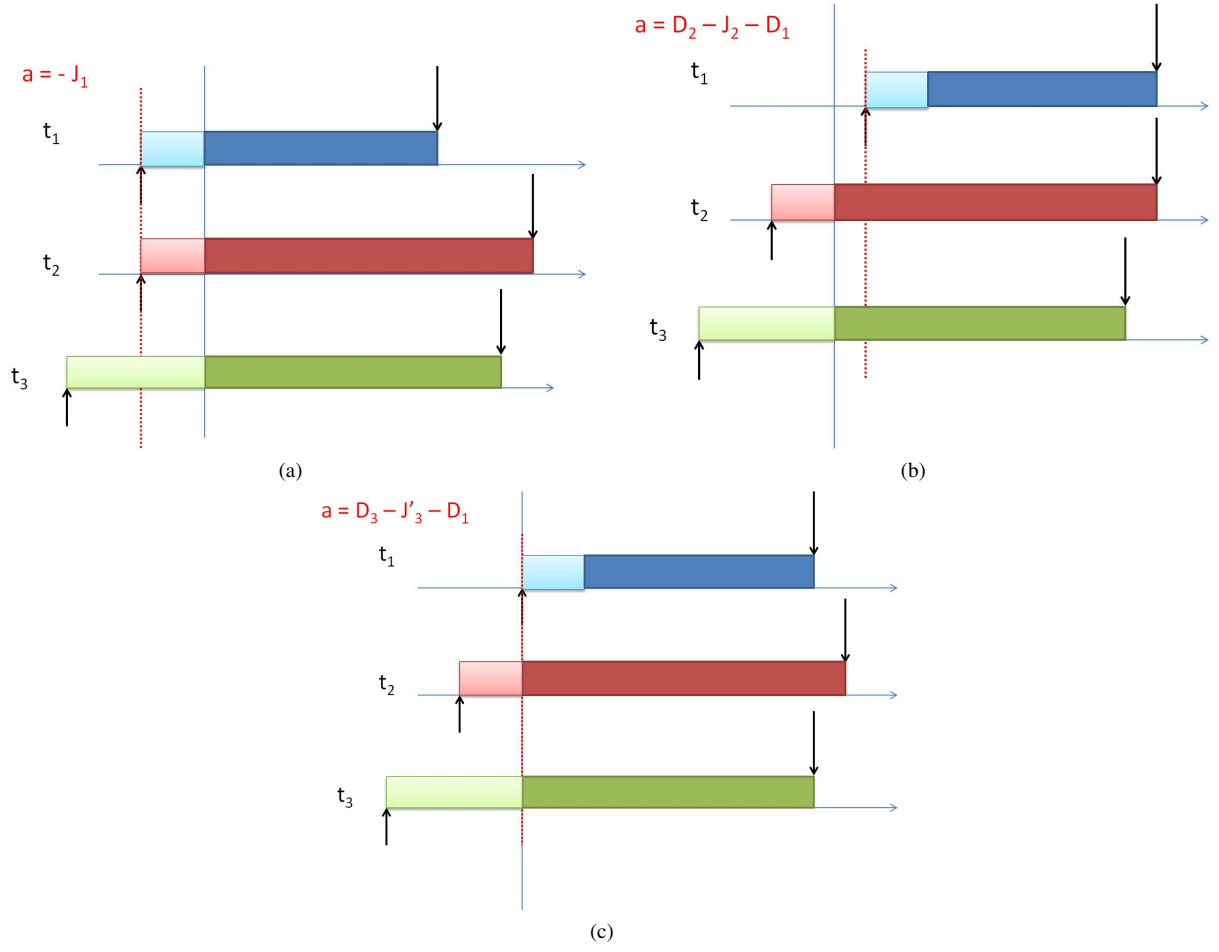 a = - J₁
t₁
t₂
t₃
(a)
a = D₂ – J₂ – D₁
t₁
t₂
t₃
(b)
a = D₃ – J’₃ – D₁
t₁
t₂
t₃
(c)